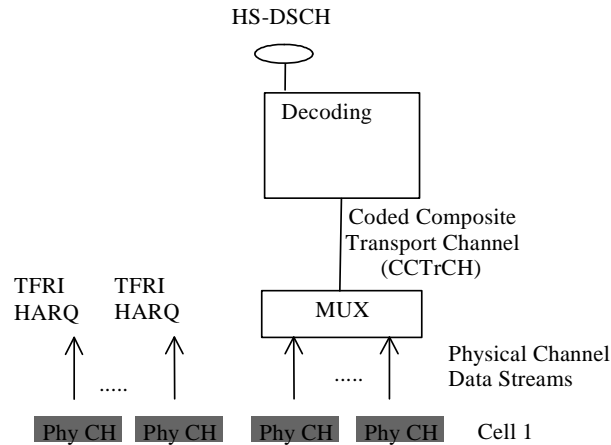 HS-DSCH
Decoding
Coded Composite
Transport Channel
(CCTrCH)
TFRI
HARQ
TFRI
HARQ
MUX
.....
.....
Physical Channel
Data Streams
Phy CH
Phy CH
Phy CH
Phy CH
Cell 1